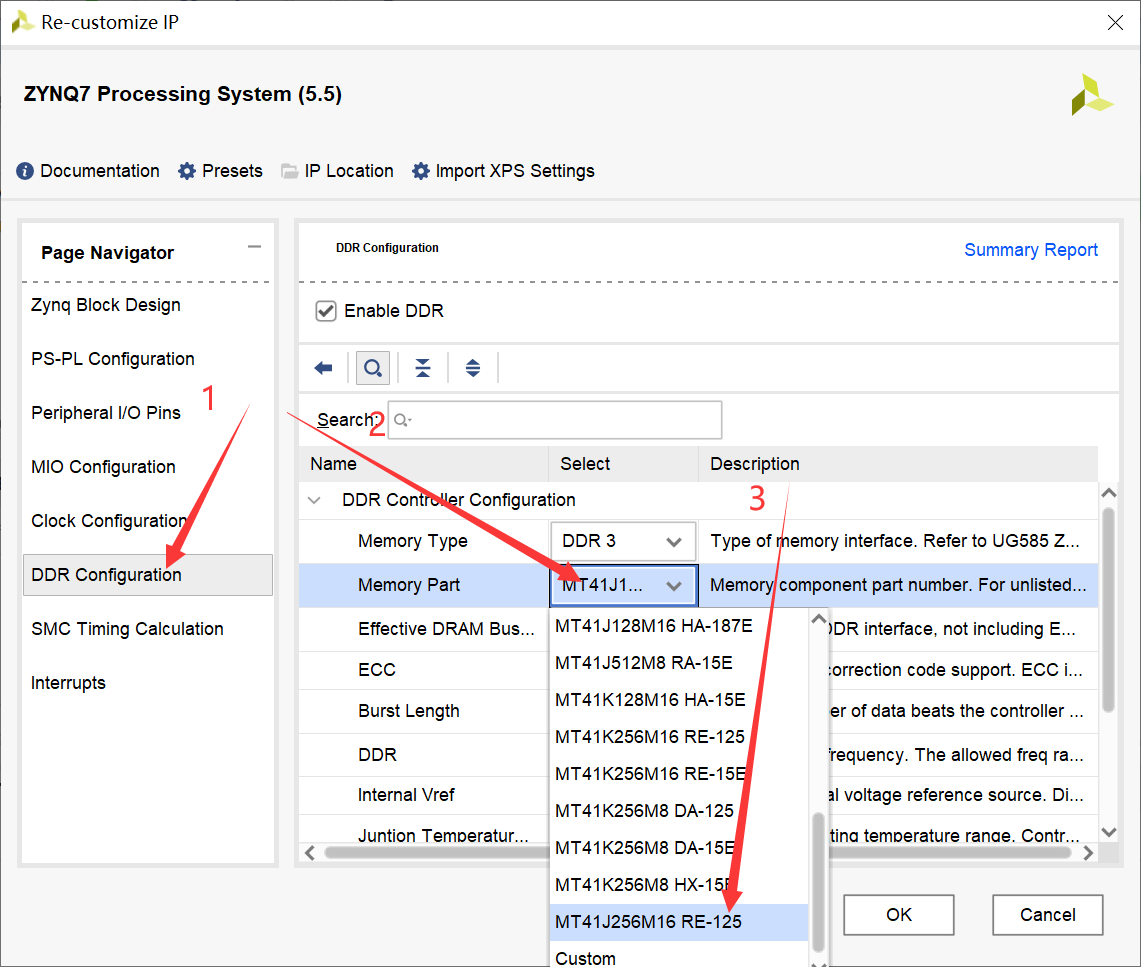 Re-customize IP
ZYNQ7 Processing System (5.5)
Documentation Presets IP Location Import XPS Settings
Page Navigator
Zynq Block Design
PS-PL Configuration
Peripheral I/O Pins
MIO Configuration
Clock Configuration
DDR Configuration
SMC Timing Calculation
Interrupts
1
DDR Configuration
Summary Report
Enable DDR
Search:
2
Name Select Description
3
DDR Controller Configuration
Memory Type DDR 3 Type of memory interface. Refer to UG585 Z...
Memory Part MT41J1... Memory component part number. For unlisted...
Effective DRAM Bus... DDR interface, not including E...
ECC correction code support. ECC i...
Burst Length er of data beats the controller ...
DDR frequency. The allowed freq ra...
Internal Vref al voltage reference source. Di...
Juntion Temperatur... ting temperature range. Contr...
MT41J128M16 HA-187E
MT41J512M8 RA-15E
MT41K128M16 HA-15E
MT41K256M16 RE-125
MT41K256M16 RE-15E
MT41K256M8 DA-125
MT41K256M8 DA-15E
MT41K256M8 HX-15E
MT41J256M16 RE-125
Custom
OK Cancel